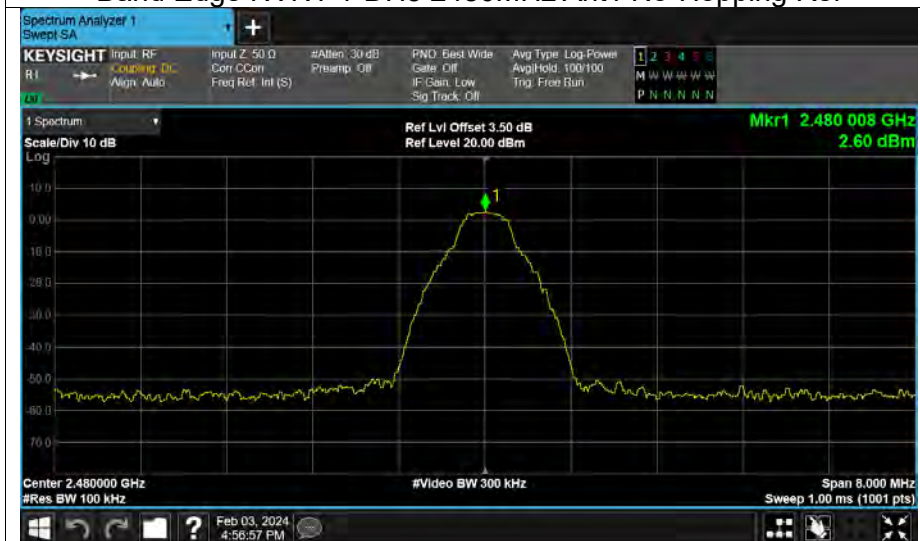 Spectrum Analyzer 1
Swept SA
KEYSIGHT Input: RF Input Z: 50 Ω #Atten: 30 dB PNO: Best Wide Avg Type: Log-Power 1 2 3 4 5 6
Coupling: DC Corr CCorr Preamp: Off Gate: Off Avg|Hold: 100/100 M W W W W W
Align: Auto Freq Ref: Int (S) IF Gain: Low Trig: Free Run
Sig Track: Off P N N N N N
1 Spectrum Ref Lvl Offset 3.50 dB Mkr1 2.480 008 GHz
Scale/Div 10 dB Ref Level 20.00 dBm 2.60 dBm
Log
10.0
1
0.00
-10.0
-20.0
-30.0
-40.0
-50.0
-60.0
-70.0
Center 2.480000 GHz #Video BW 300 kHz Span 8.000 MHz
#Res BW 100 kHz Sweep 1.00 ms (1001 pts)
? Feb 03, 2024
4:56:57 PM